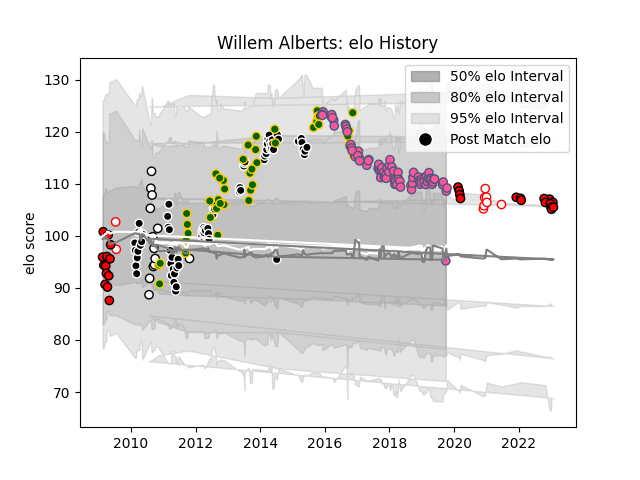 Willem Alberts: elo History
130
120
110
100
90
80
70
elo score
50% elo Interval
80% elo Interval
95% elo Interval
Post Match elo
2010
2012
2014
2016
2018
2020
2022